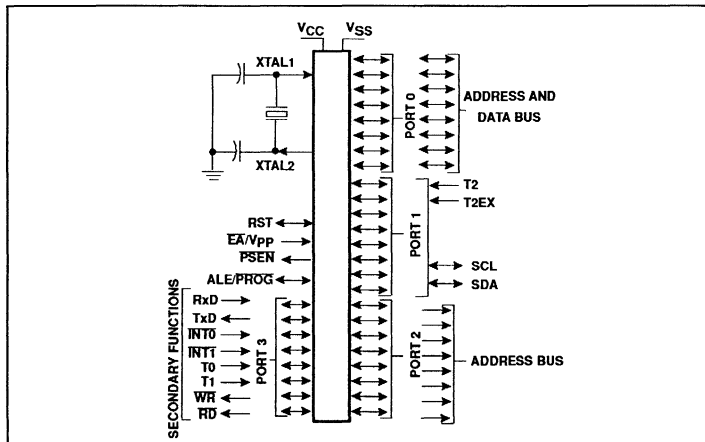 VCC VSS
XTAL1
XTAL2
PORT 0
ADDRESS AND
DATA BUS
PORT 1
T2
T2EX
SCL
SDA
RST
EA/VPP
PSEN
ALE/PROG
SECONDARY FUNCTIONS
RxD
TxD
INT0
INT1
T0
T1
WR
RD
PORT 3
PORT 2
ADDRESS BUS